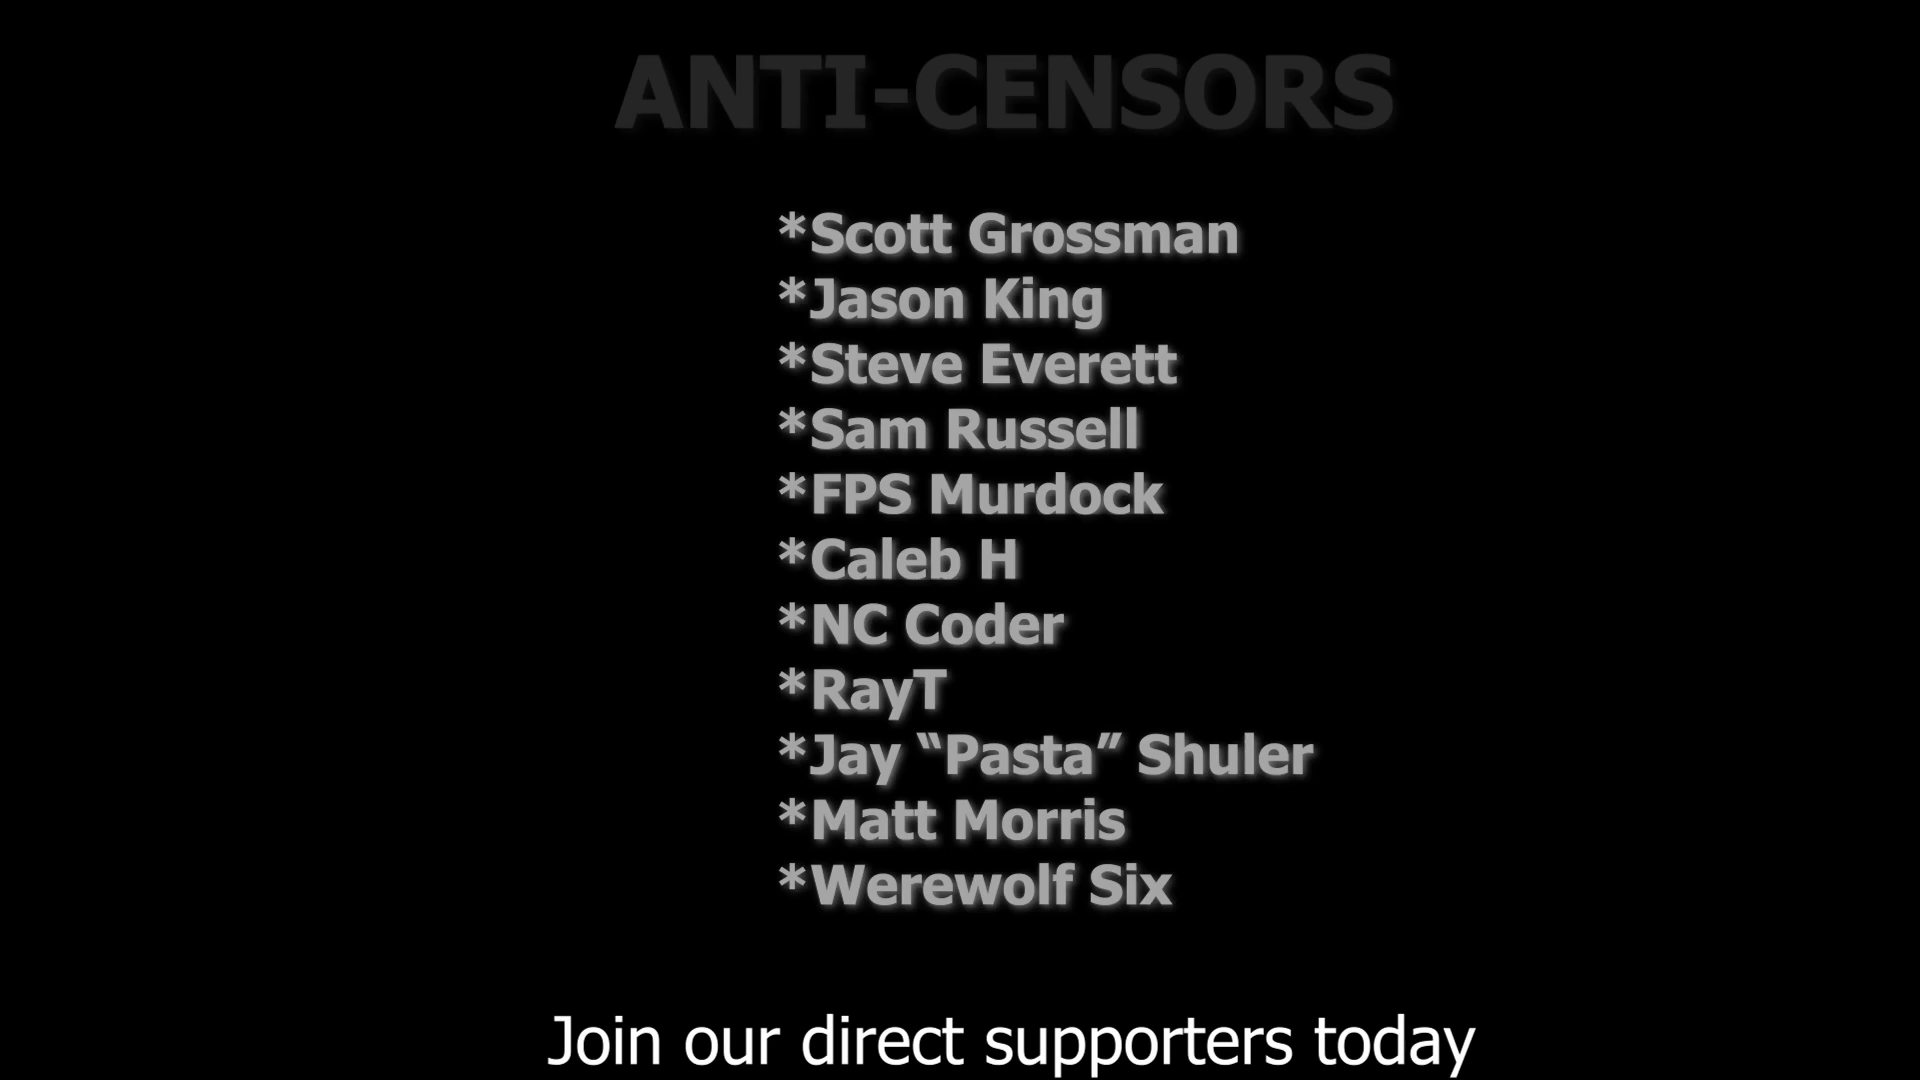 ANTI-CENSORS
*Scott Grossman
*Jason King
*Steve Everett
*Sam Russell
*FPS Murdock
*Caleb H
*NC Coder
*RayT
*Jay “Pasta” Shuler
*Matt Morris
*Werewolf Six
Join our direct supporters today